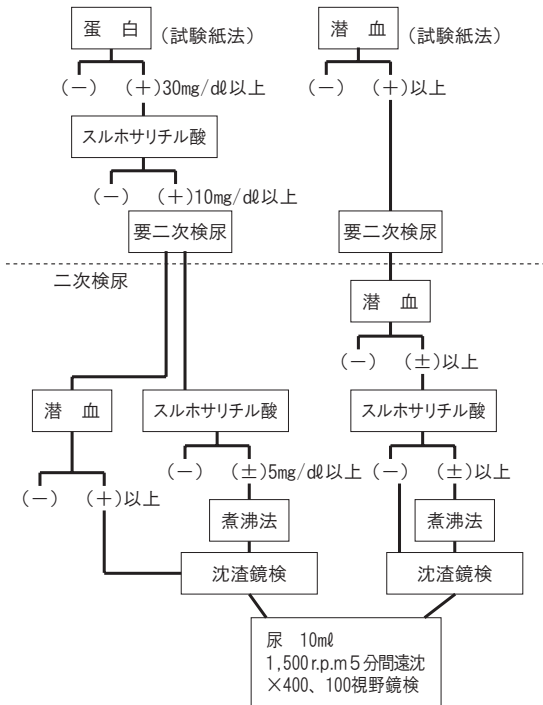 一次検尿
蛋　白 (試験紙法)
潜　血 (試験紙法)
(－) (＋)30mg/dℓ以上
(－) (＋)以上
スルホサリチル酸
(－) (＋)10mg/dℓ以上
要二次検尿
要二次検尿
二次検尿
潜　血
(－) (±)以上
潜　血
スルホサリチル酸
スルホサリチル酸
(－) (＋)以上
(－) (±)5mg/dℓ以上
(－) (±)以上
煮沸法
煮沸法
沈渣鏡検
沈渣鏡検
尿　10mℓ
1,500r.p.m５分間遠沈
×400、100視野鏡検